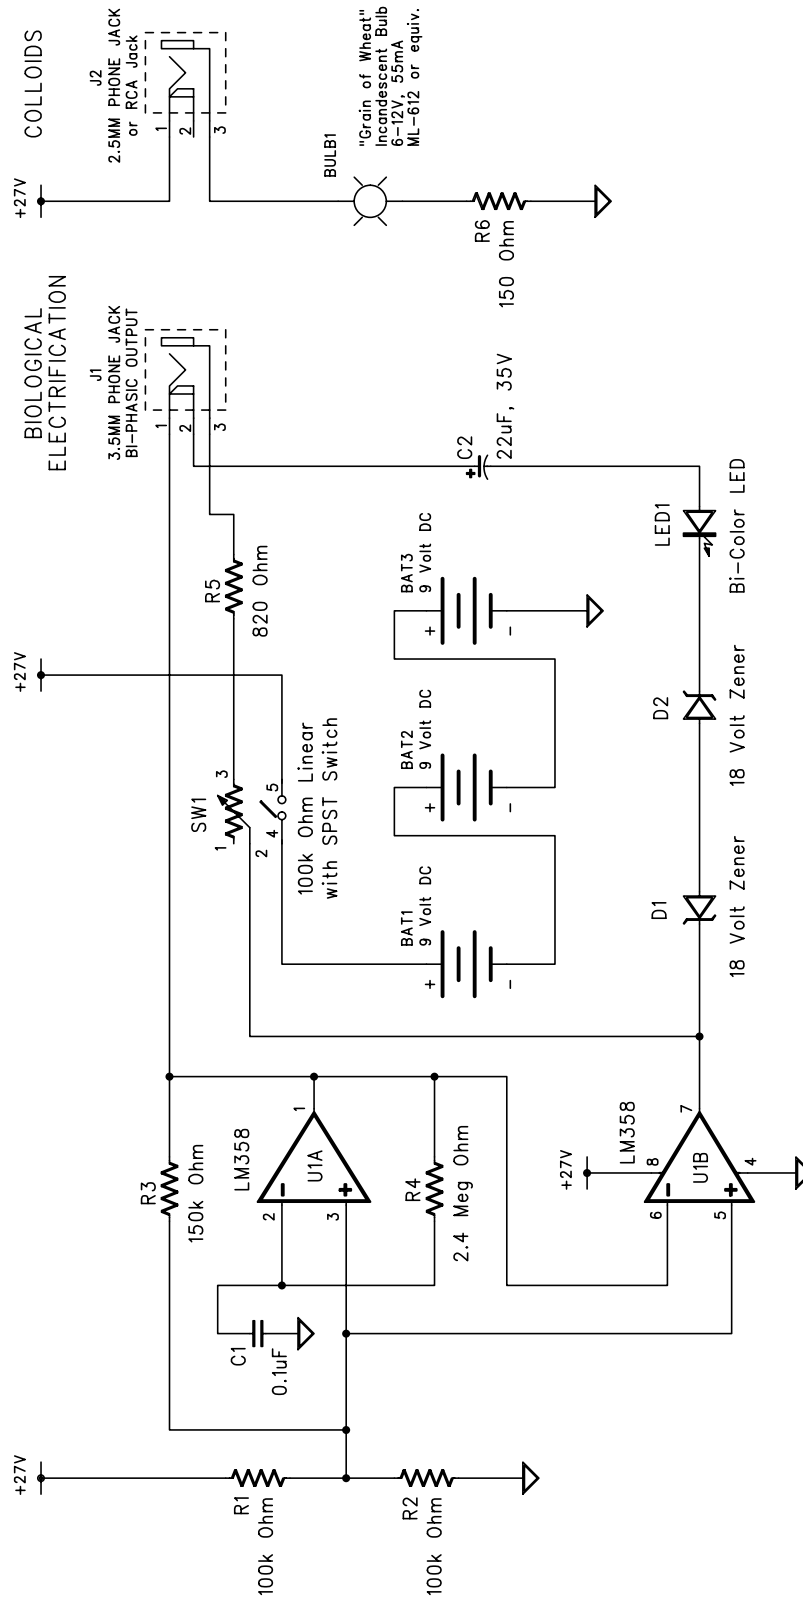 BIOLOGICAL
ELECTRIFICATION
COLLOIDS
+27V
+27V
+27V
J1
3.5MM PHONE JACK
BI-PHASIC OUTPUT
1
2
3
J2
2.5MM PHONE JACK
or RCA Jack
1
2
3
R3
150k Ohm
SW1
1
3
2
4
5
100k Ohm Linear
with SPST Switch
R5
820 Ohm
BULB1
"Grain of Wheat"
Incandescent Bulb
6-12V, 55mA
ML-612 or equiv.
R1
100k Ohm
R2
100k Ohm
C1
0.1uF
LM358
U1A
2
3
1
R4
2.4 Meg Ohm
BAT1
9 Volt DC
+
-
BAT2
9 Volt DC
+
-
BAT3
9 Volt DC
+
-
C2
+
22uF, 35V
R6
150 Ohm
+27V
LM358
U1B
6
5
8
7
4
D1
18 Volt Zener
D2
18 Volt Zener
LED1
Bi-Color LED